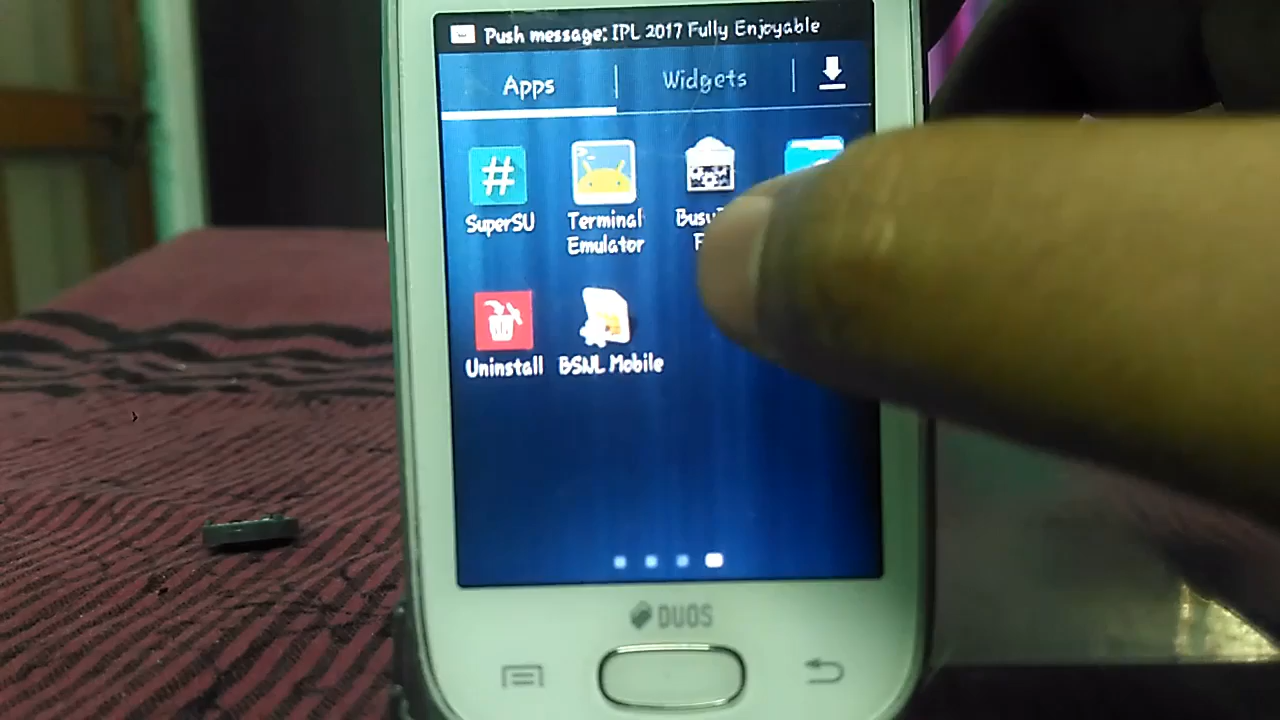 Push message: IPL 2017 Fully Enjoyable
Apps
Widgets
#
SuperSU
Terminal
Emulator
Uninstall
BSNL Mobile
DUOS